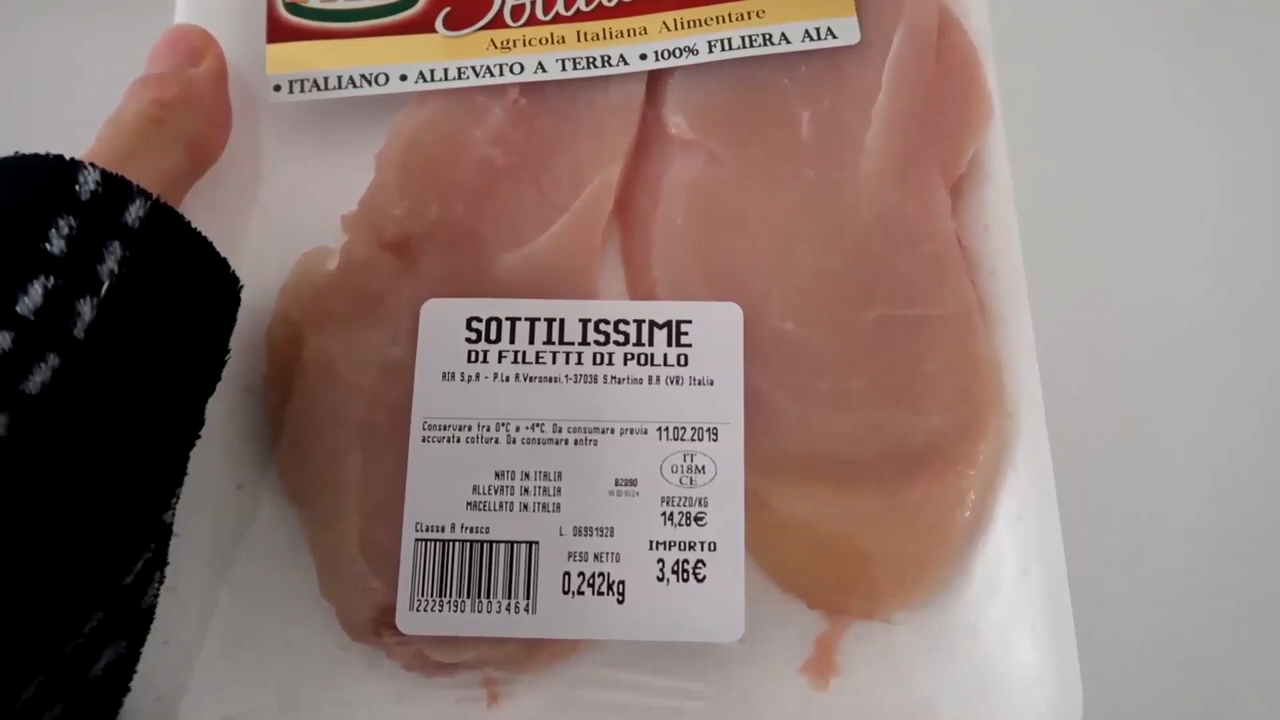 Agricola Italiana Alimentare
• ITALIANO • ALLEVATO A TERRA • 100% FILIERA AIA
SOTTILISSIME
DI FILETTI DI POLLO
AIA S.p.A - P.le A.Veronesi,1-37036 S.Martino B.A (VR) Italia
Conservare tra 0°C e +4°C. Da consumare previa
accurata cottura. Da consumare entro
11.02.2019
IT
018M
CE
NATO IN:ITALIA
ALLEVATO IN:ITALIA
MACELLATO IN:ITALIA
82890
PREZZO/KG
14,28€
Classe A fresco
L. 06991928
PESO NETTO
0,242kg
IMPORTO
3,46€
2229190 003464